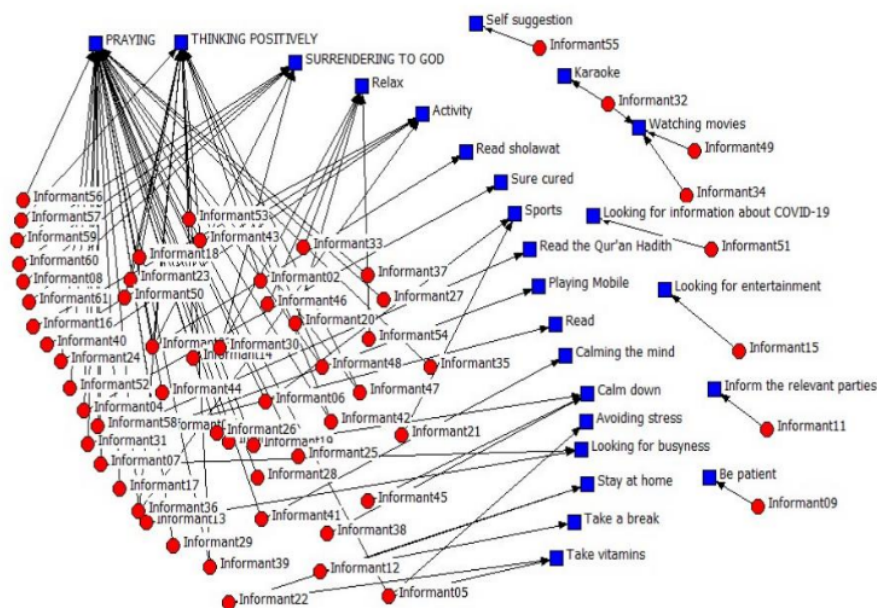 PRAYING
THINKING POSITIVELY
SURRENDERING TO GOD
Relax
Activity
Read sholawat
Sure cured
Sports
Read the Qur'an Hadith
Playing Mobile
Read
Calming the mind
Calm down
Avoiding stress
Looking for busyness
Stay at home
Take a break
Take vitamins
Self suggestion
Informant55
Karaoke
Informant32
Watching movies
Informant49
Informant34
Looking for information about COVID-19
Informant51
Looking for entertainment
Informant15
Inform the relevant parties
Informant11
Be patient
Informant09
Informant56
Informant57
Informant53
Informant59
Informant43
Informant33
Informant60
Informant18
Informant08
Informant23
Informant02
Informant37
Informant61
Informant50
Informant46
Informant27
Informant16
Informant20
Informant40
Informant54
Informant30
Informant24
Informant14
Informant48
Informant35
Informant52
Informant44
Informant47
Informant04
Informant06
Informant58
Informant42
Informant26
Informant21
Informant31
Informant19
Informant25
Informant07
Informant28
Informant17
Informant45
Informant36
Informant13
Informant41
Informant38
Informant29
Informant39
Informant12
Informant22
Informant05